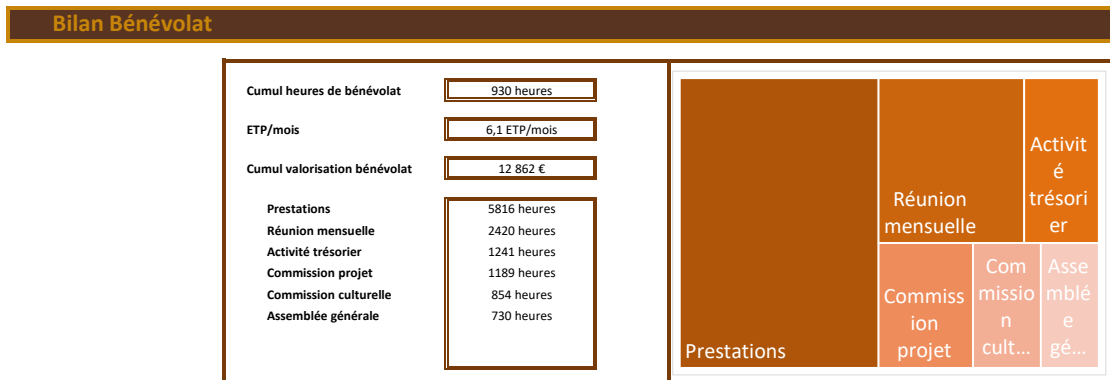 Bilan Bénévolat
Cumul heures de bénévolat 930 heures
ETP/mois 6,1 ETP/mois
Cumul valorisation bénévolat 12 862 €
Prestations 5816 heures
Réunion mensuelle 2420 heures
Activité trésorier 1241 heures
Commission projet 1189 heures
Commission culturelle 854 heures
Assemblée générale 730 heures
Prestations
Réunion
mensuelle
Activit
é
trésori
er
Commiss
ion
projet
Com
missio
n
cult...
Asse
mblé
e
gé...